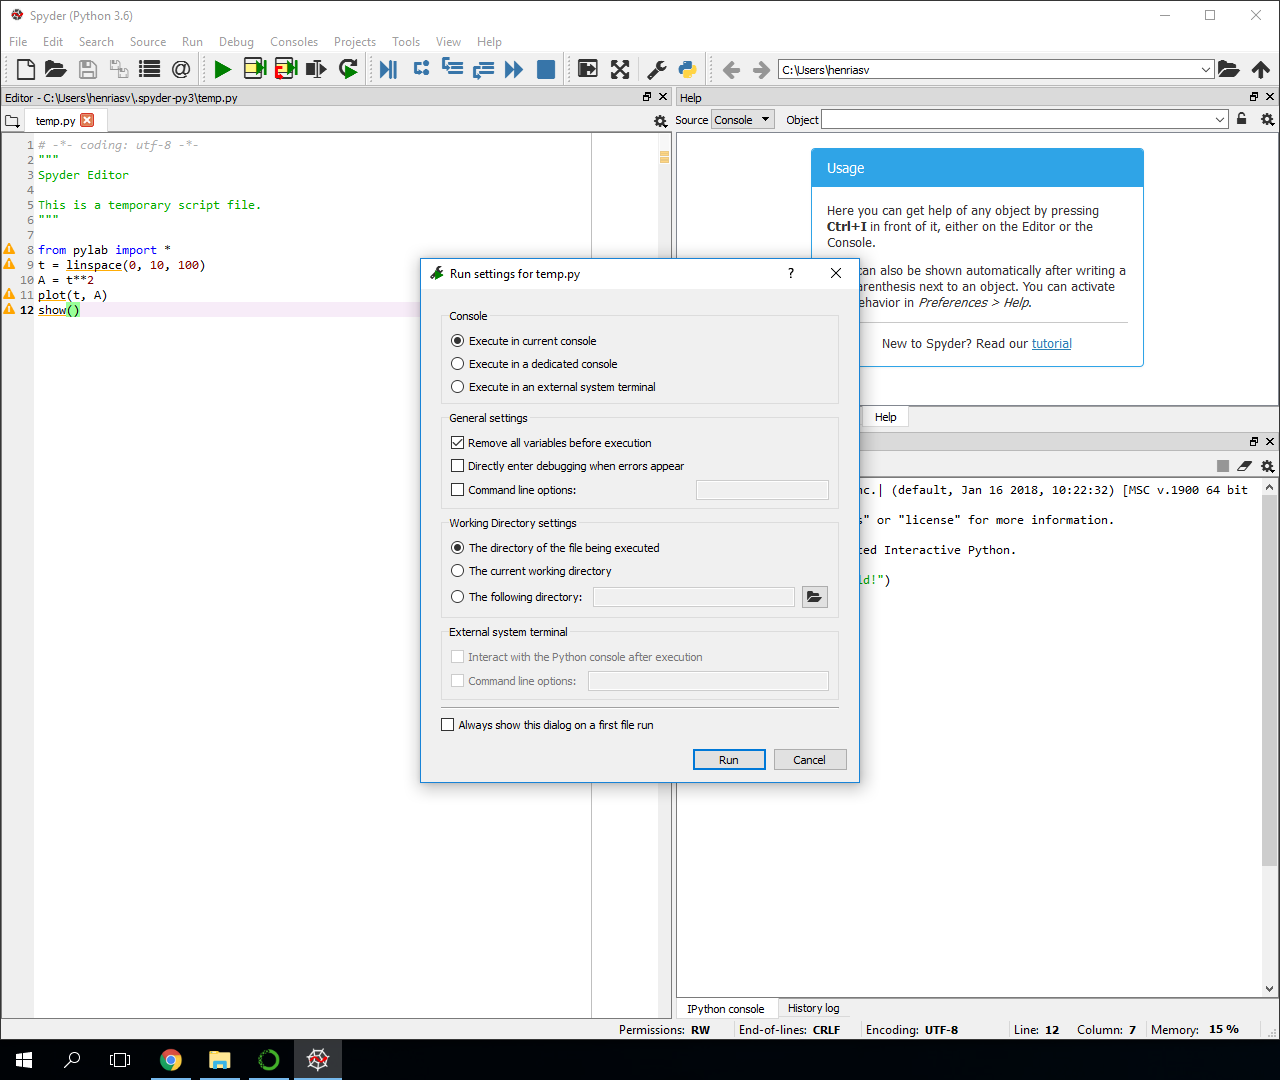 Spyder (Python 3.6)
File Edit Search Source Run Debug Consoles Projects Tools View Help
C:\Users\henriasv
Editor - C:\Users\henriasv\.spyder-py3\temp.py
temp.py
1 # -*- coding: utf-8 -*-
2 """
3 Spyder Editor
4
5 This is a temporary script file.
6 """
7
8 from pylab import *
9 t = linspace(0, 10, 100)
10 A = t**2
11 plot(t, A)
12 show()
Help
Source Console Object
Usage
Here you can get help of any object by pressing
Ctrl+I in front of it, either on the Editor or the
Console.
can also be shown automatically after writing a
arenthesis next to an object. You can activate
ehavior in Preferences > Help.
New to Spyder? Read our tutorial
Help
nc.| (default, Jan 16 2018, 10:22:32) [MSC v.1900 64 bit
s" or "license" for more information.
ced Interactive Python.
ld!")
IPython console History log
Run settings for temp.py ?
Console
Execute in current console
Execute in a dedicated console
Execute in an external system terminal
General settings
Remove all variables before execution
Directly enter debugging when errors appear
Command line options:
Working Directory settings
The directory of the file being executed
The current working directory
The following directory:
External system terminal
Interact with the Python console after execution
Command line options:
Always show this dialog on a first file run
Run Cancel
Permissions: RW End-of-lines: CRLF Encoding: UTF-8 Line: 12 Column: 7 Memory: 15 %